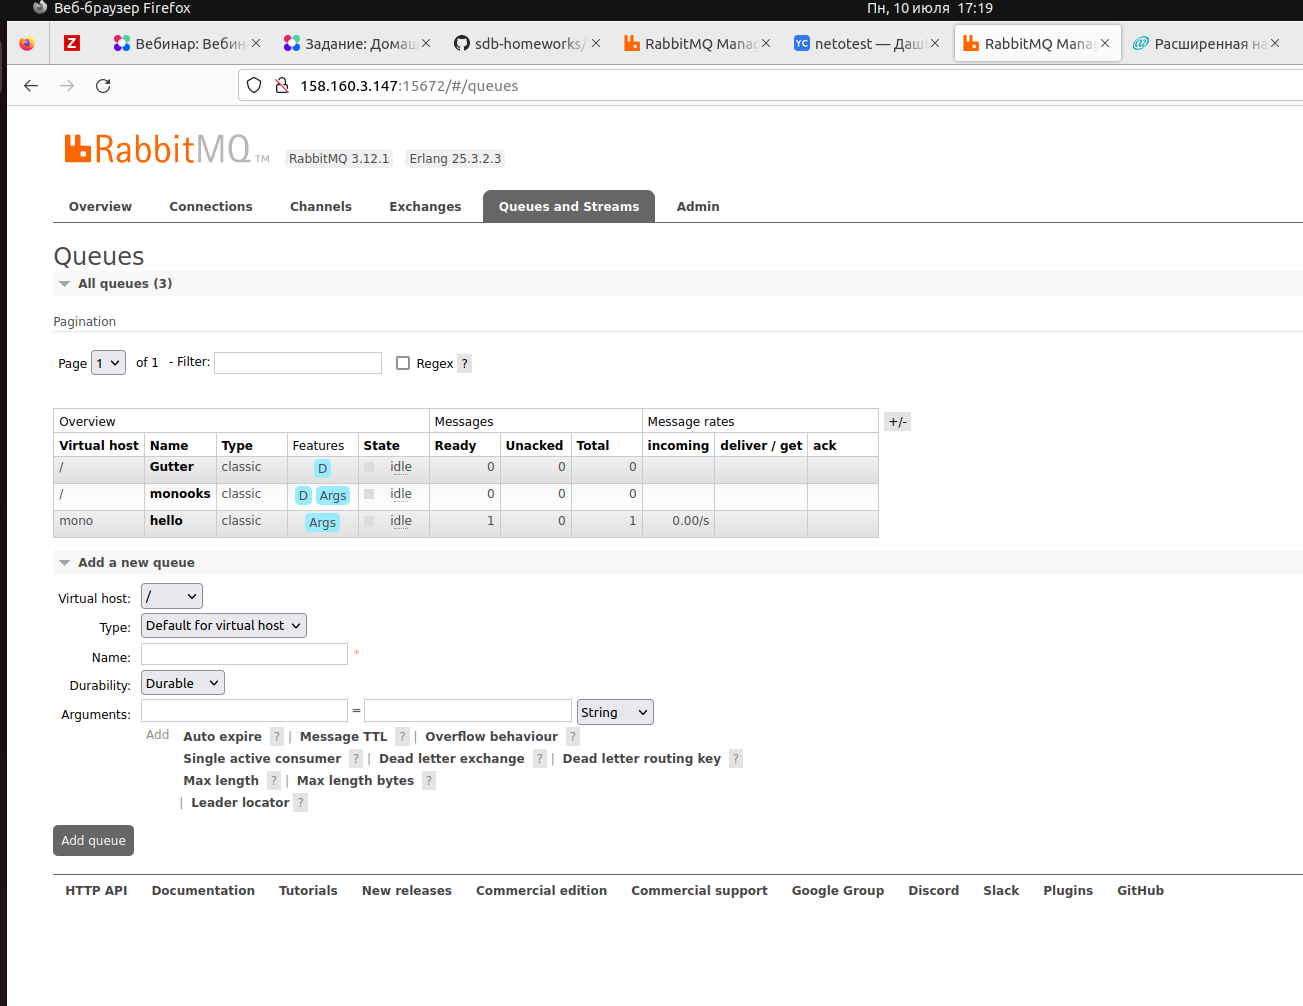 Веб-браузер Firefox Пн, 10 июля 17:19
Z Вебинар: Вебин Задание: Домаш sdb-homeworks/ RabbitMQ Mana YC netotest — Даш RabbitMQ Mana Расширенная на
158.160.3.147:15672/#/queues
RabbitMQ TM RabbitMQ 3.12.1 Erlang 25.3.2.3
Overview Connections Channels Exchanges Queues and Streams Admin
Queues
All queues (3)
Pagination
Page 1 of 1 - Filter: Regex ?
Overview Messages Message rates +/-
Virtual host Name Type Features State Ready Unacked Total incoming deliver / get ack
/ Gutter classic D idle 0 0 0
/ monooks classic D Args idle 0 0 0
mono hello classic Args idle 1 0 1 0.00/s
Add a new queue
Virtual host: /
Type: Default for virtual host
Name: *
Durability: Durable
Arguments: = String
Add Auto expire ? | Message TTL ? | Overflow behaviour ?
Single active consumer ? | Dead letter exchange ? | Dead letter routing key ?
Max length ? | Max length bytes ?
| Leader locator ?
Add queue
HTTP API Documentation Tutorials New releases Commercial edition Commercial support Google Group Discord Slack Plugins GitHub